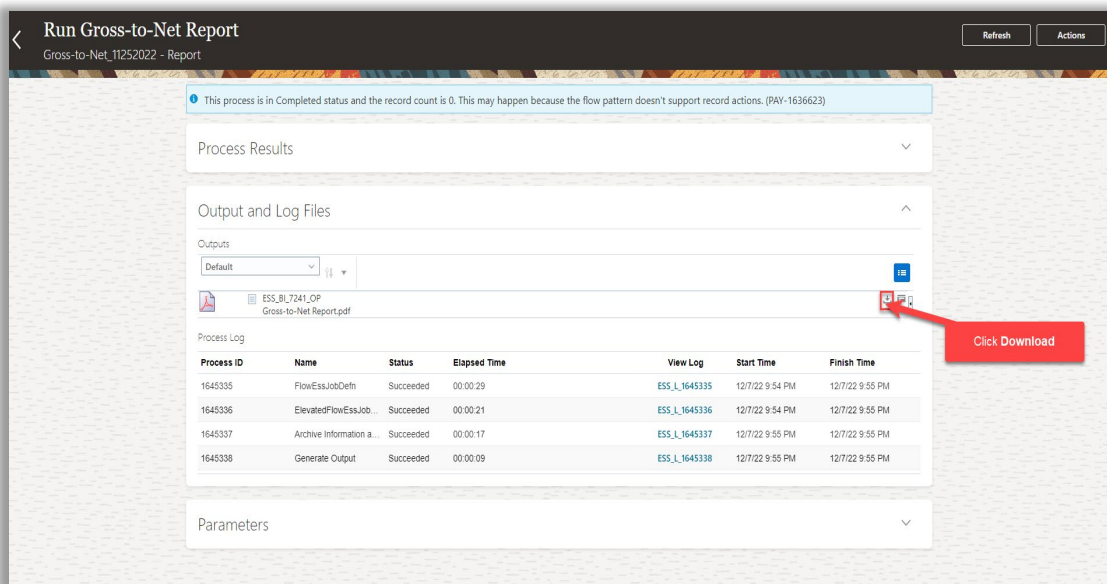 Run Gross-to-Net Report
Gross-to-Net_11252022 - Report
Refresh
Actions
This process is in Completed status and the record count is 0. This may happen because the flow pattern doesn't support record actions. (PAY-1636623)
Process Results
Output and Log Files
Outputs
Default
ESS_BI_7241_OP
Gross-to-Net Report.pdf
Click Download
Process Log
Process ID Name Status Elapsed Time View Log Start Time Finish Time
1645335 FlowEssJobDefn Succeeded 00:00:29 ESS_L_1645335 12/7/22 9:54 PM 12/7/22 9:55 PM
1645336 ElevatedFlowEssJob... Succeeded 00:00:21 ESS_L_1645336 12/7/22 9:54 PM 12/7/22 9:55 PM
1645337 Archive Information a... Succeeded 00:00:17 ESS_L_1645337 12/7/22 9:55 PM 12/7/22 9:55 PM
1645338 Generate Output Succeeded 00:00:09 ESS_L_1645338 12/7/22 9:55 PM 12/7/22 9:55 PM
Parameters